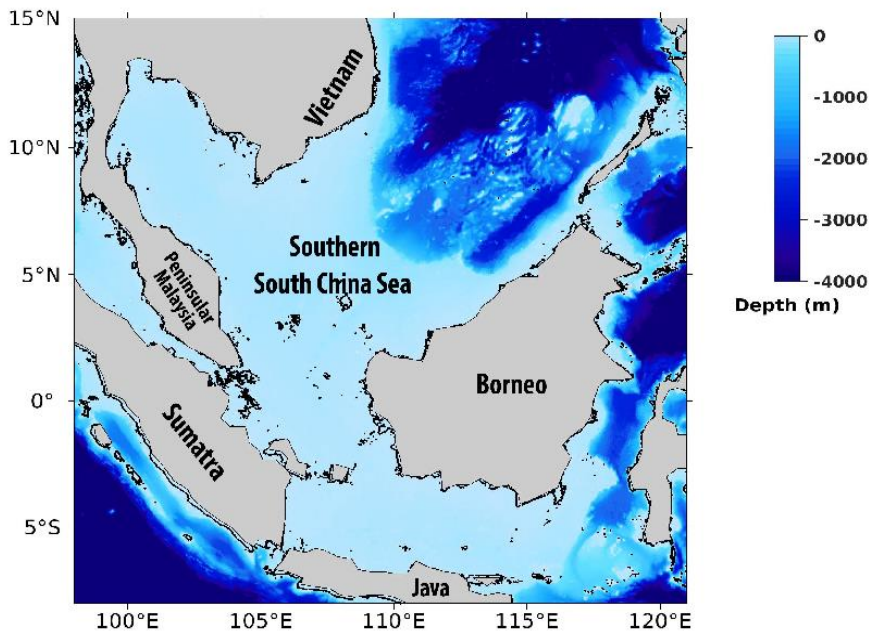 15°N
10°N
5°N
0°
5°S
100°E
105°E
110°E
115°E
120°E
Vietnam
Southern
South China Sea
Peninsular
Malaysia
Sumatra
Borneo
Java
0
-1000
-2000
-3000
-4000
Depth (m)